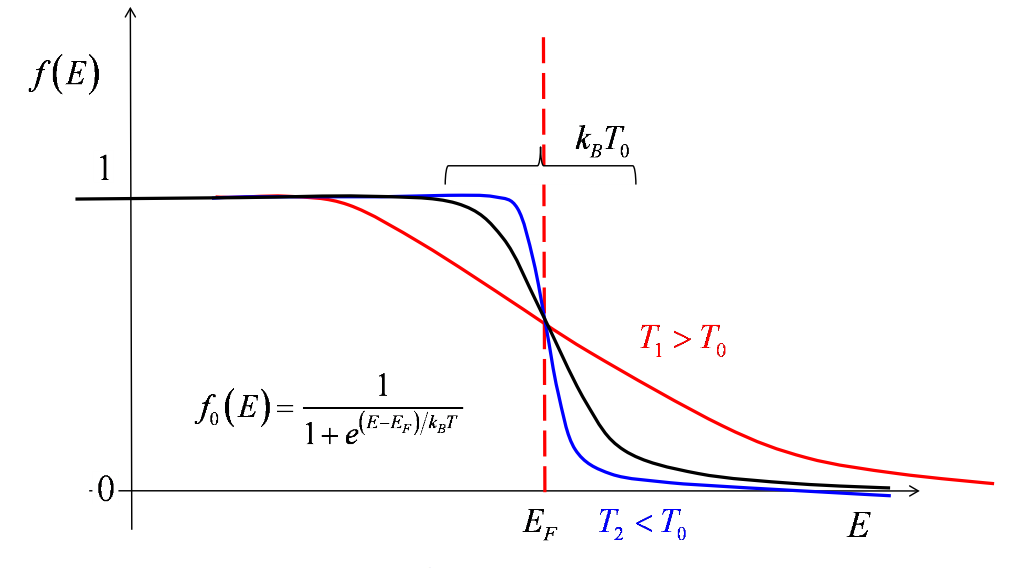 f(E)
k_B T_0
1
T_1 > T_0
f_0(E) = 1 / (1 + e^{(E−E_F)/k_B T})
0
E_F
T_2 < T_0
E